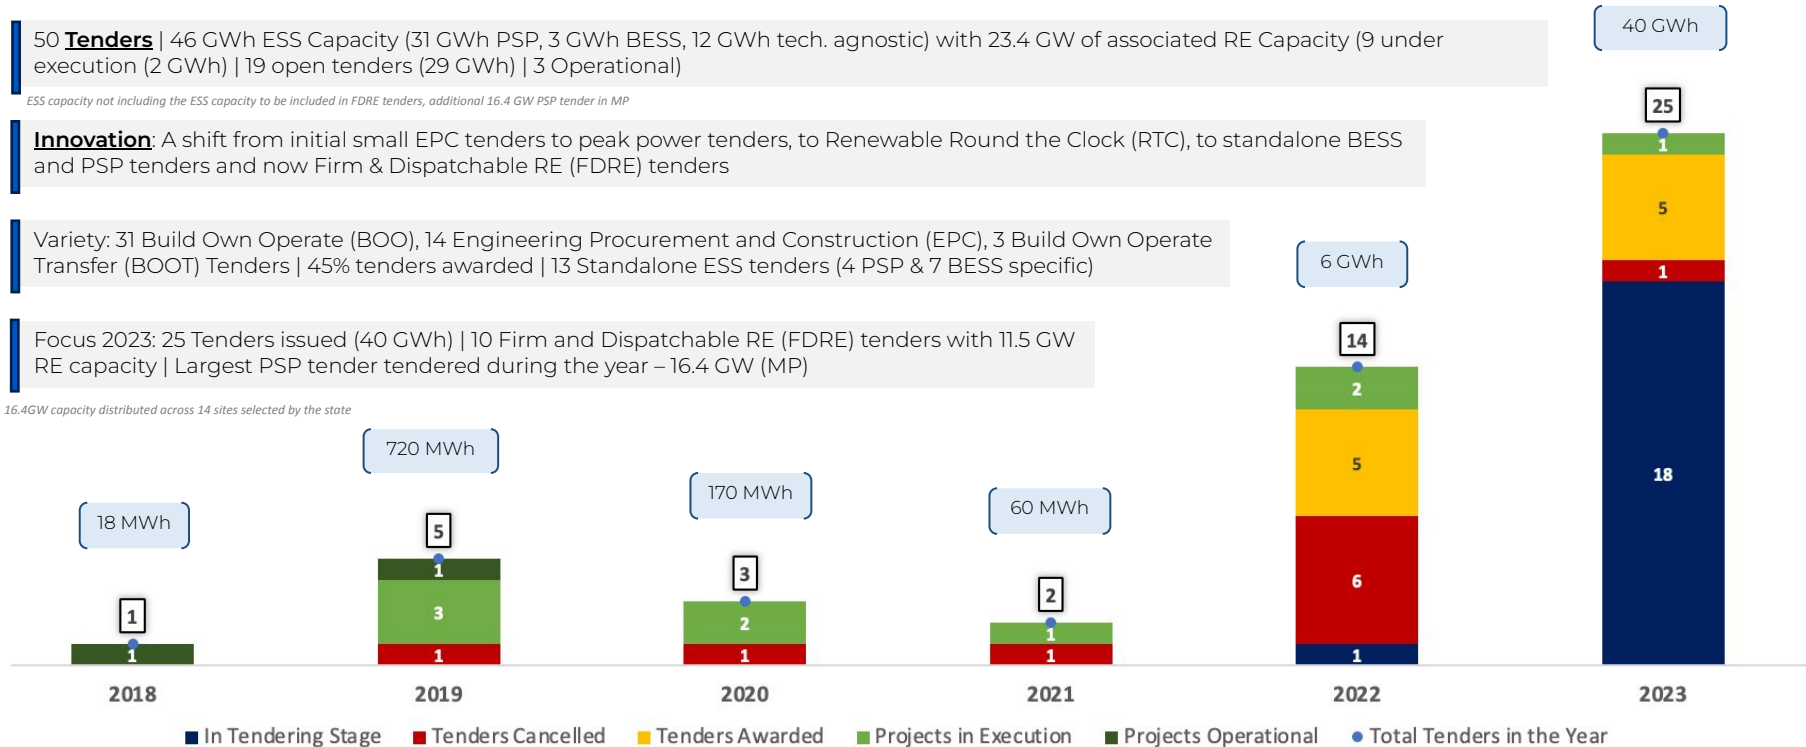 50 Tenders | 46 GWh ESS Capacity (31 GWh PSP, 3 GWh BESS, 12 GWh tech. agnostic) with 23.4 GW of associated RE Capacity (9 under
execution (2 GWh) | 19 open tenders (29 GWh) | 3 Operational)
ESS capacity not including the ESS capacity to be included in FDRE tenders, additional 16.4 GW PSP tender in MP
Innovation: A shift from initial small EPC tenders to peak power tenders, to Renewable Round the Clock (RTC), to standalone BESS
and PSP tenders and now Firm & Dispatchable RE (FDRE) tenders
Variety: 31 Build Own Operate (BOO), 14 Engineering Procurement and Construction (EPC), 3 Build Own Operate
Transfer (BOOT) Tenders | 45% tenders awarded | 13 Standalone ESS tenders (4 PSP & 7 BESS specific)
Focus 2023: 25 Tenders issued (40 GWh) | 10 Firm and Dispatchable RE (FDRE) tenders with 11.5 GW
RE capacity | Largest PSP tender tendered during the year – 16.4 GW (MP)
16.4GW capacity distributed across 14 sites selected by the state
18 MWh
1
1
720 MWh
5
1
3
1
170 MWh
3
2
1
60 MWh
2
1
1
6 GWh
14
2
5
6
1
40 GWh
25
1
5
1
18
2018 2019 2020 2021 2022 2023
In Tendering Stage Tenders Cancelled Tenders Awarded Projects in Execution Projects Operational Total Tenders in the Year